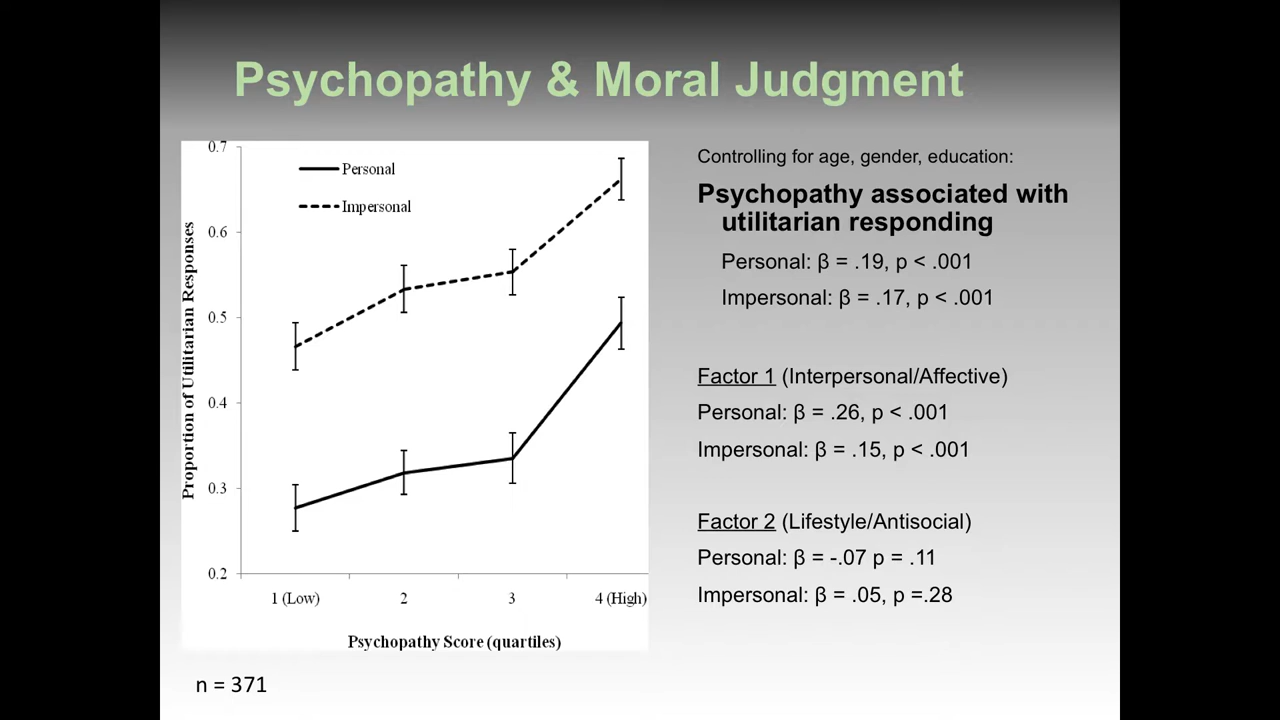 Psychopathy & Moral Judgment
0.7
0.6
0.5
0.4
0.3
0.2
Proportion of Utilitarian Responses
Personal
Impersonal
1 (Low)
2
3
4 (High)
Psychopathy Score (quartiles)
n = 371
Controlling for age, gender, education:
Psychopathy associated with
utilitarian responding
Personal: β = .19, p < .001
Impersonal: β = .17, p < .001
Factor 1 (Interpersonal/Affective)
Personal: β = .26, p < .001
Impersonal: β = .15, p < .001
Factor 2 (Lifestyle/Antisocial)
Personal: β = -.07 p = .11
Impersonal: β = .05, p =.28